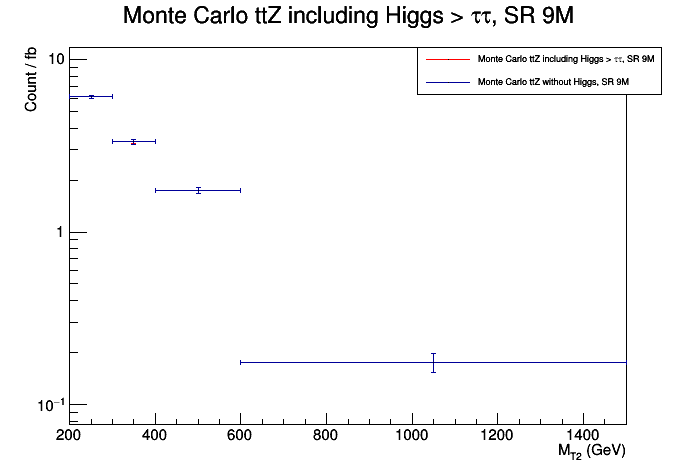 Monte Carlo ttZ including Higgs > ττ, SR 9M
Count / fb
Monte Carlo ttZ including Higgs > ττ, SR 9M
Monte Carlo ttZ without Higgs, SR 9M
10
1
10⁻¹
200 400 600 800 1000 1200 1400
M_T2 (GeV)